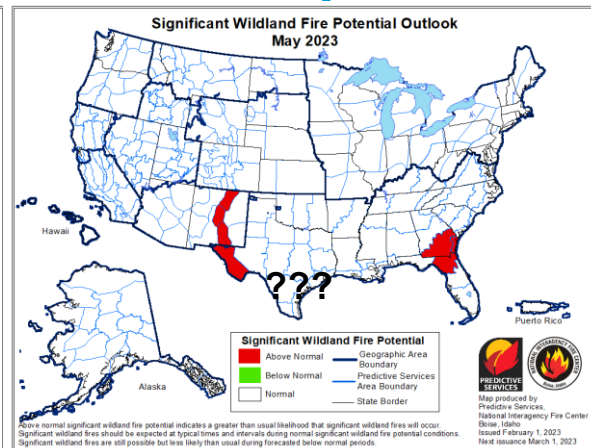 Significant Wildland Fire Potential Outlook
May 2023
Hawaii
???
Puerto Rico
Alaska
Significant Wildland Fire Potential
Above Normal
Below Normal
Normal
Geographic Area
Boundary
Predictive Services
Area Boundary
State Border
PREDICTIVE
SERVICES
NATIONAL INTERAGENCY FIRE CENTER
Map produced by
Predictive Services,
National Interagency Fire Center
Boise, Idaho
Issued February 1, 2023
Next issuance March 1, 2023
Above normal significant wildland fire potential indicates a greater than usual likelihood that significant wildland fires will occur.
Significant wildland fires should be expected at typical times and intervals during normal significant wildland fire potential conditions.
Significant wildland fires are still possible but less likely than usual during forecasted below normal periods.